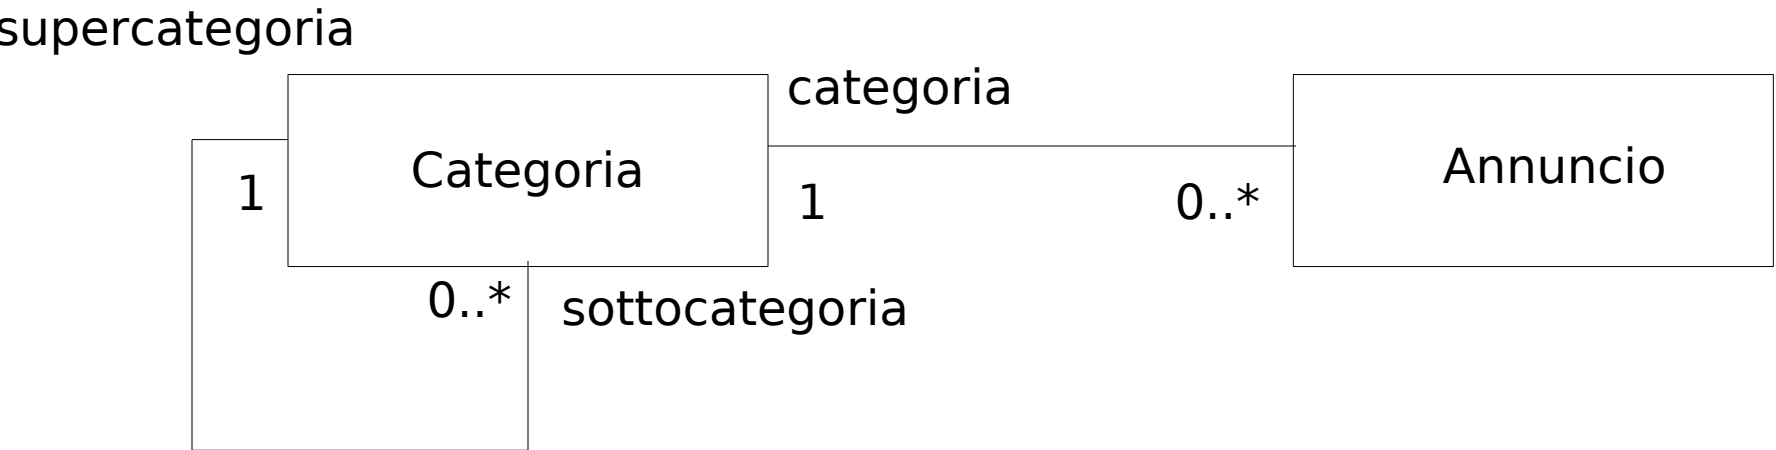 supercategoria
categoria
Categoria
Annuncio
1
1
0..*
0..*
sottocategoria